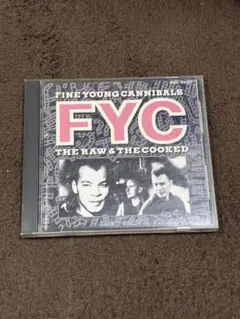 FINE YOUNG CANNIBALS
FYC
THE RAW & THE COOKED